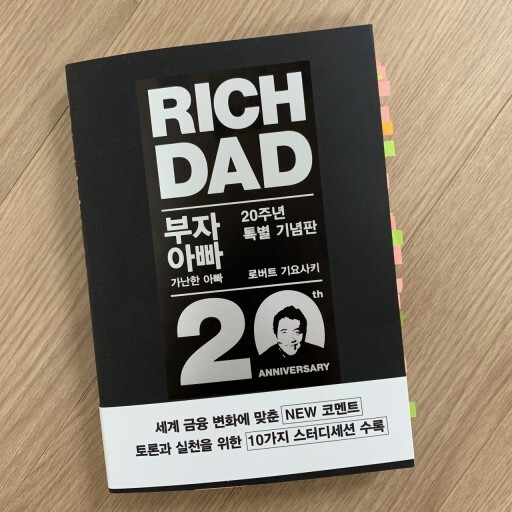 RICH
DAD
부자
아빠
가난한 아빠
20주년
특별 기념판
로버트 기요사키
20th
ANNIVERSARY
세계 금융 변화에 맞춘 NEW 코멘트
토론과 실천을 위한 10가지 스터디세션 수록